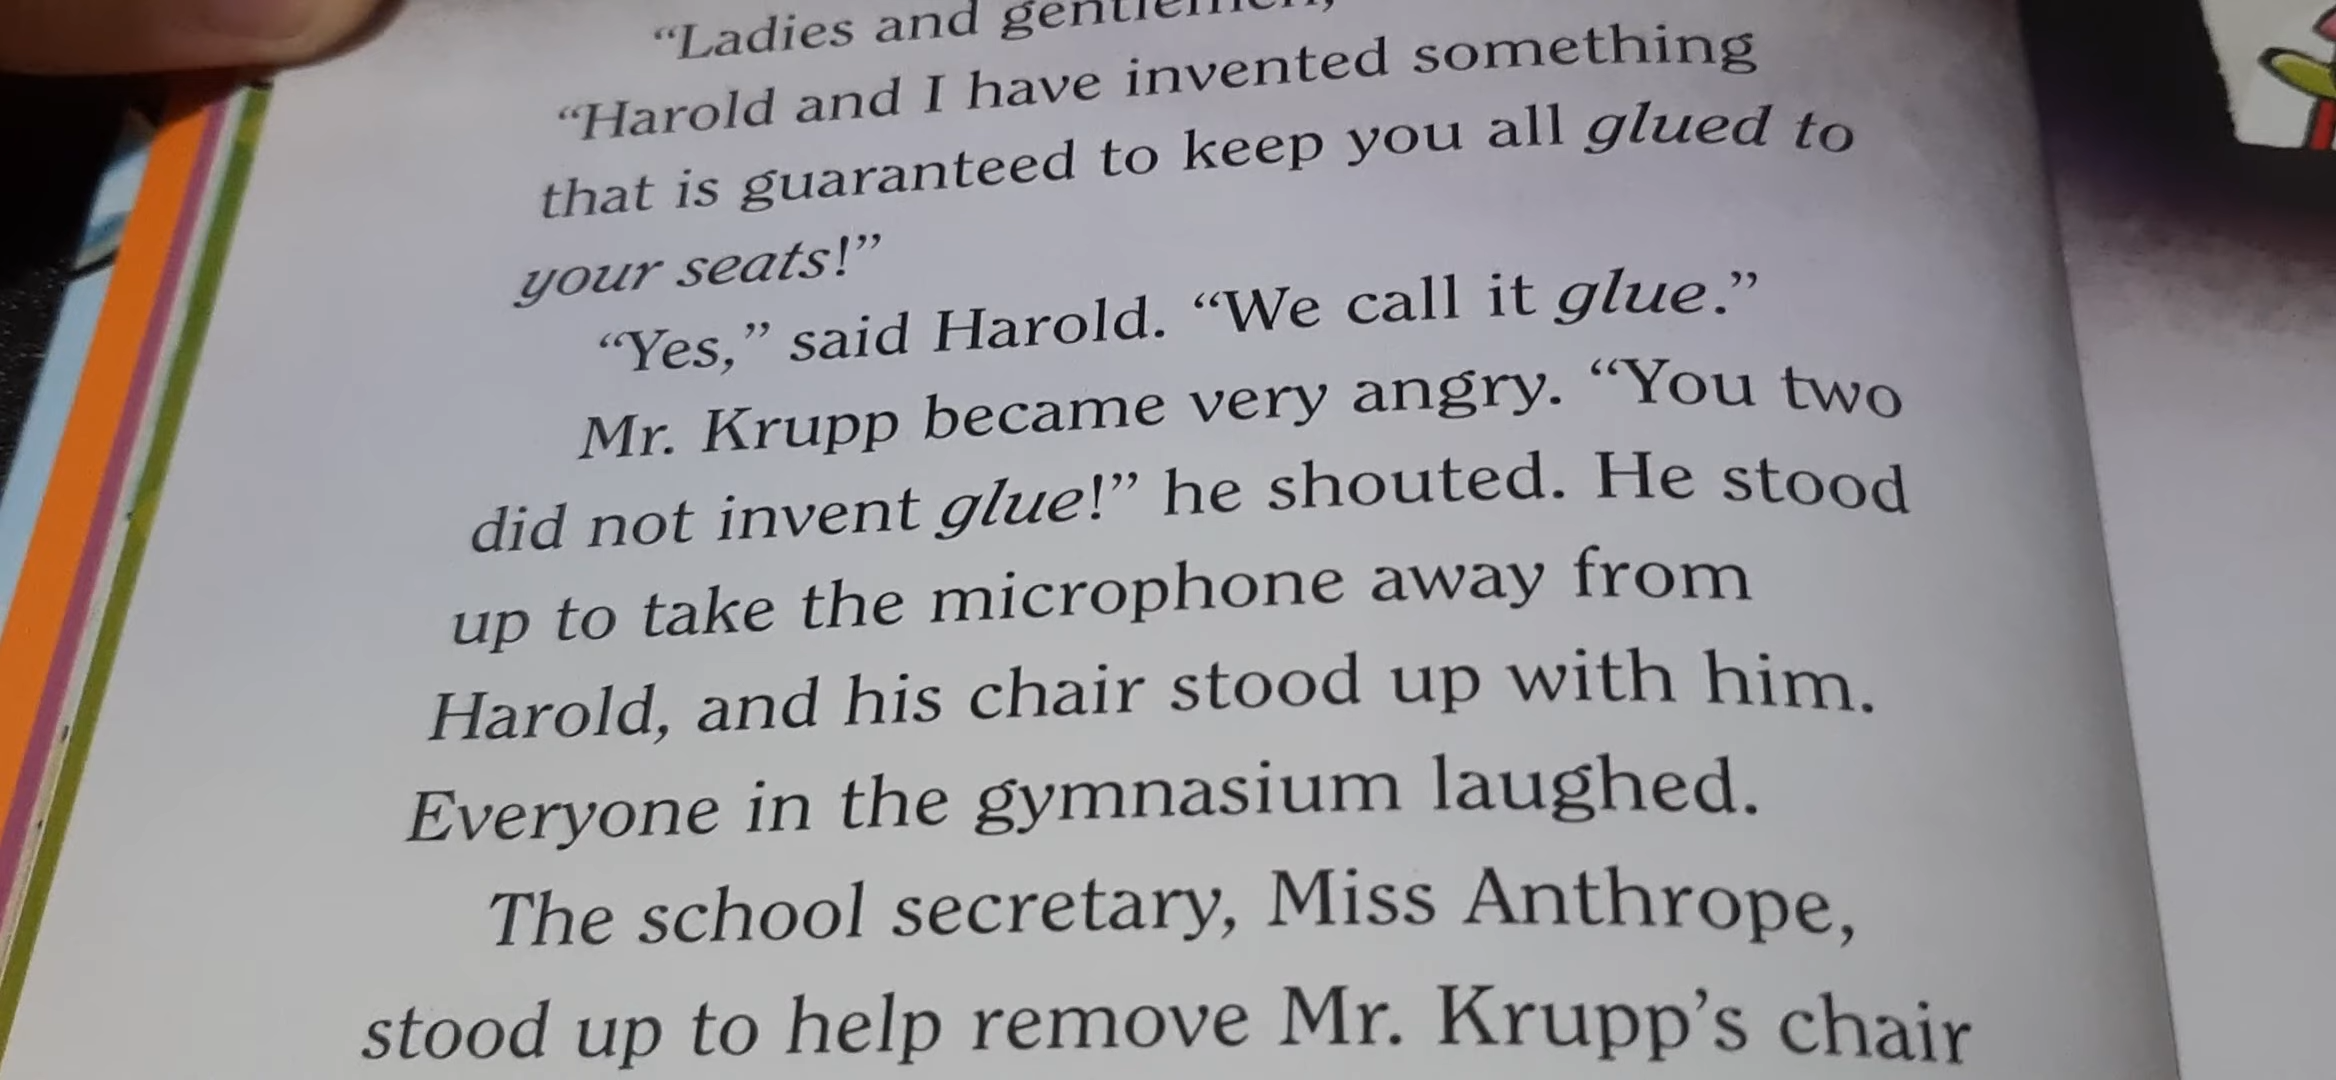 “Ladies and gentlemen,
“Harold and I have invented something
that is guaranteed to keep you all glued to
your seats!”
“Yes,” said Harold. “We call it glue.”
Mr. Krupp became very angry. “You two
did not invent glue!” he shouted. He stood
up to take the microphone away from
Harold, and his chair stood up with him.
Everyone in the gymnasium laughed.
The school secretary, Miss Anthrope,
stood up to help remove Mr. Krupp’s chair